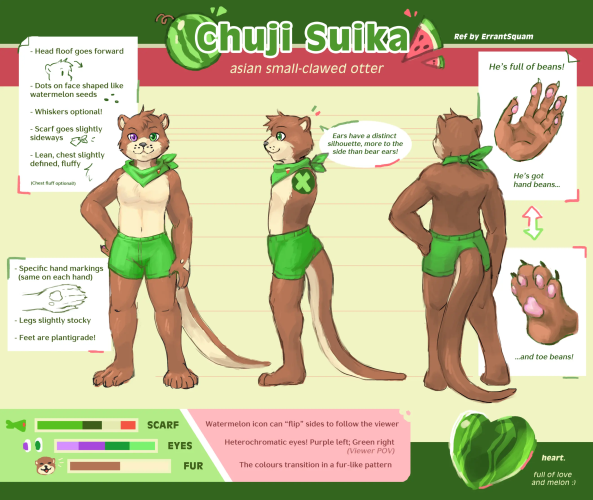 Chuji Suika
Ref by ErrantSquam
asian small-clawed otter
- Head floof goes forward
- Dots on face shaped like
watermelon seeds
- Whiskers optional!
- Scarf goes slightly
sideways
- Lean, chest slightly
defined, fluffy
(Chest fluff optional!)
Ears have a distinct
silhouette, more to the
side than bear ears!
He's full of beans!
He's got
hand beans...
...and toe beans!
- Specific hand markings
(same on each hand)
- Legs slightly stocky
- Feet are plantigrade!
SCARF
EYES
FUR
Watermelon icon can "flip" sides to follow the viewer
Heterochromatic eyes! Purple left; Green right
(Viewer POV)
The colours transition in a fur-like pattern
heart.
full of love
and melon :)